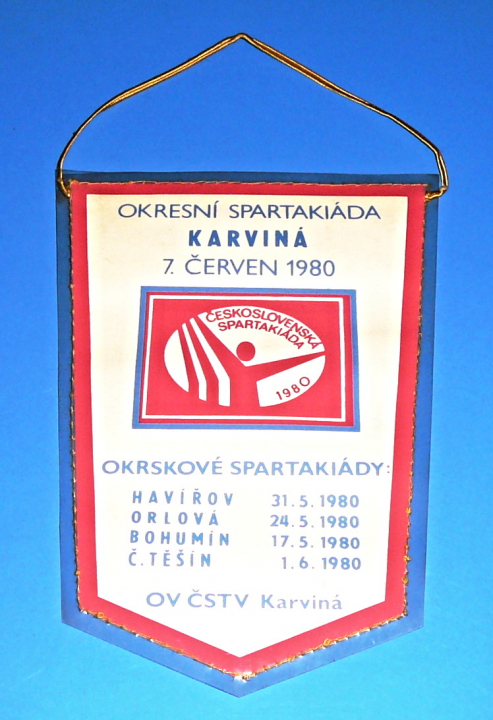 OKRESNÍ SPARTAKIÁDA
KARVINÁ
7. ČERVEN 1980
ČESKOSLOVENSKÁ
SPARTAKIÁDA
1980
OKRSKOVÉ SPARTAKIÁDY:
HAVÍŘOV 31.5.1980
ORLOVÁ 24.5.1980
BOHUMÍN 17.5.1980
Č.TĚŠÍN 1.6.1980
OV ČSTV Karviná